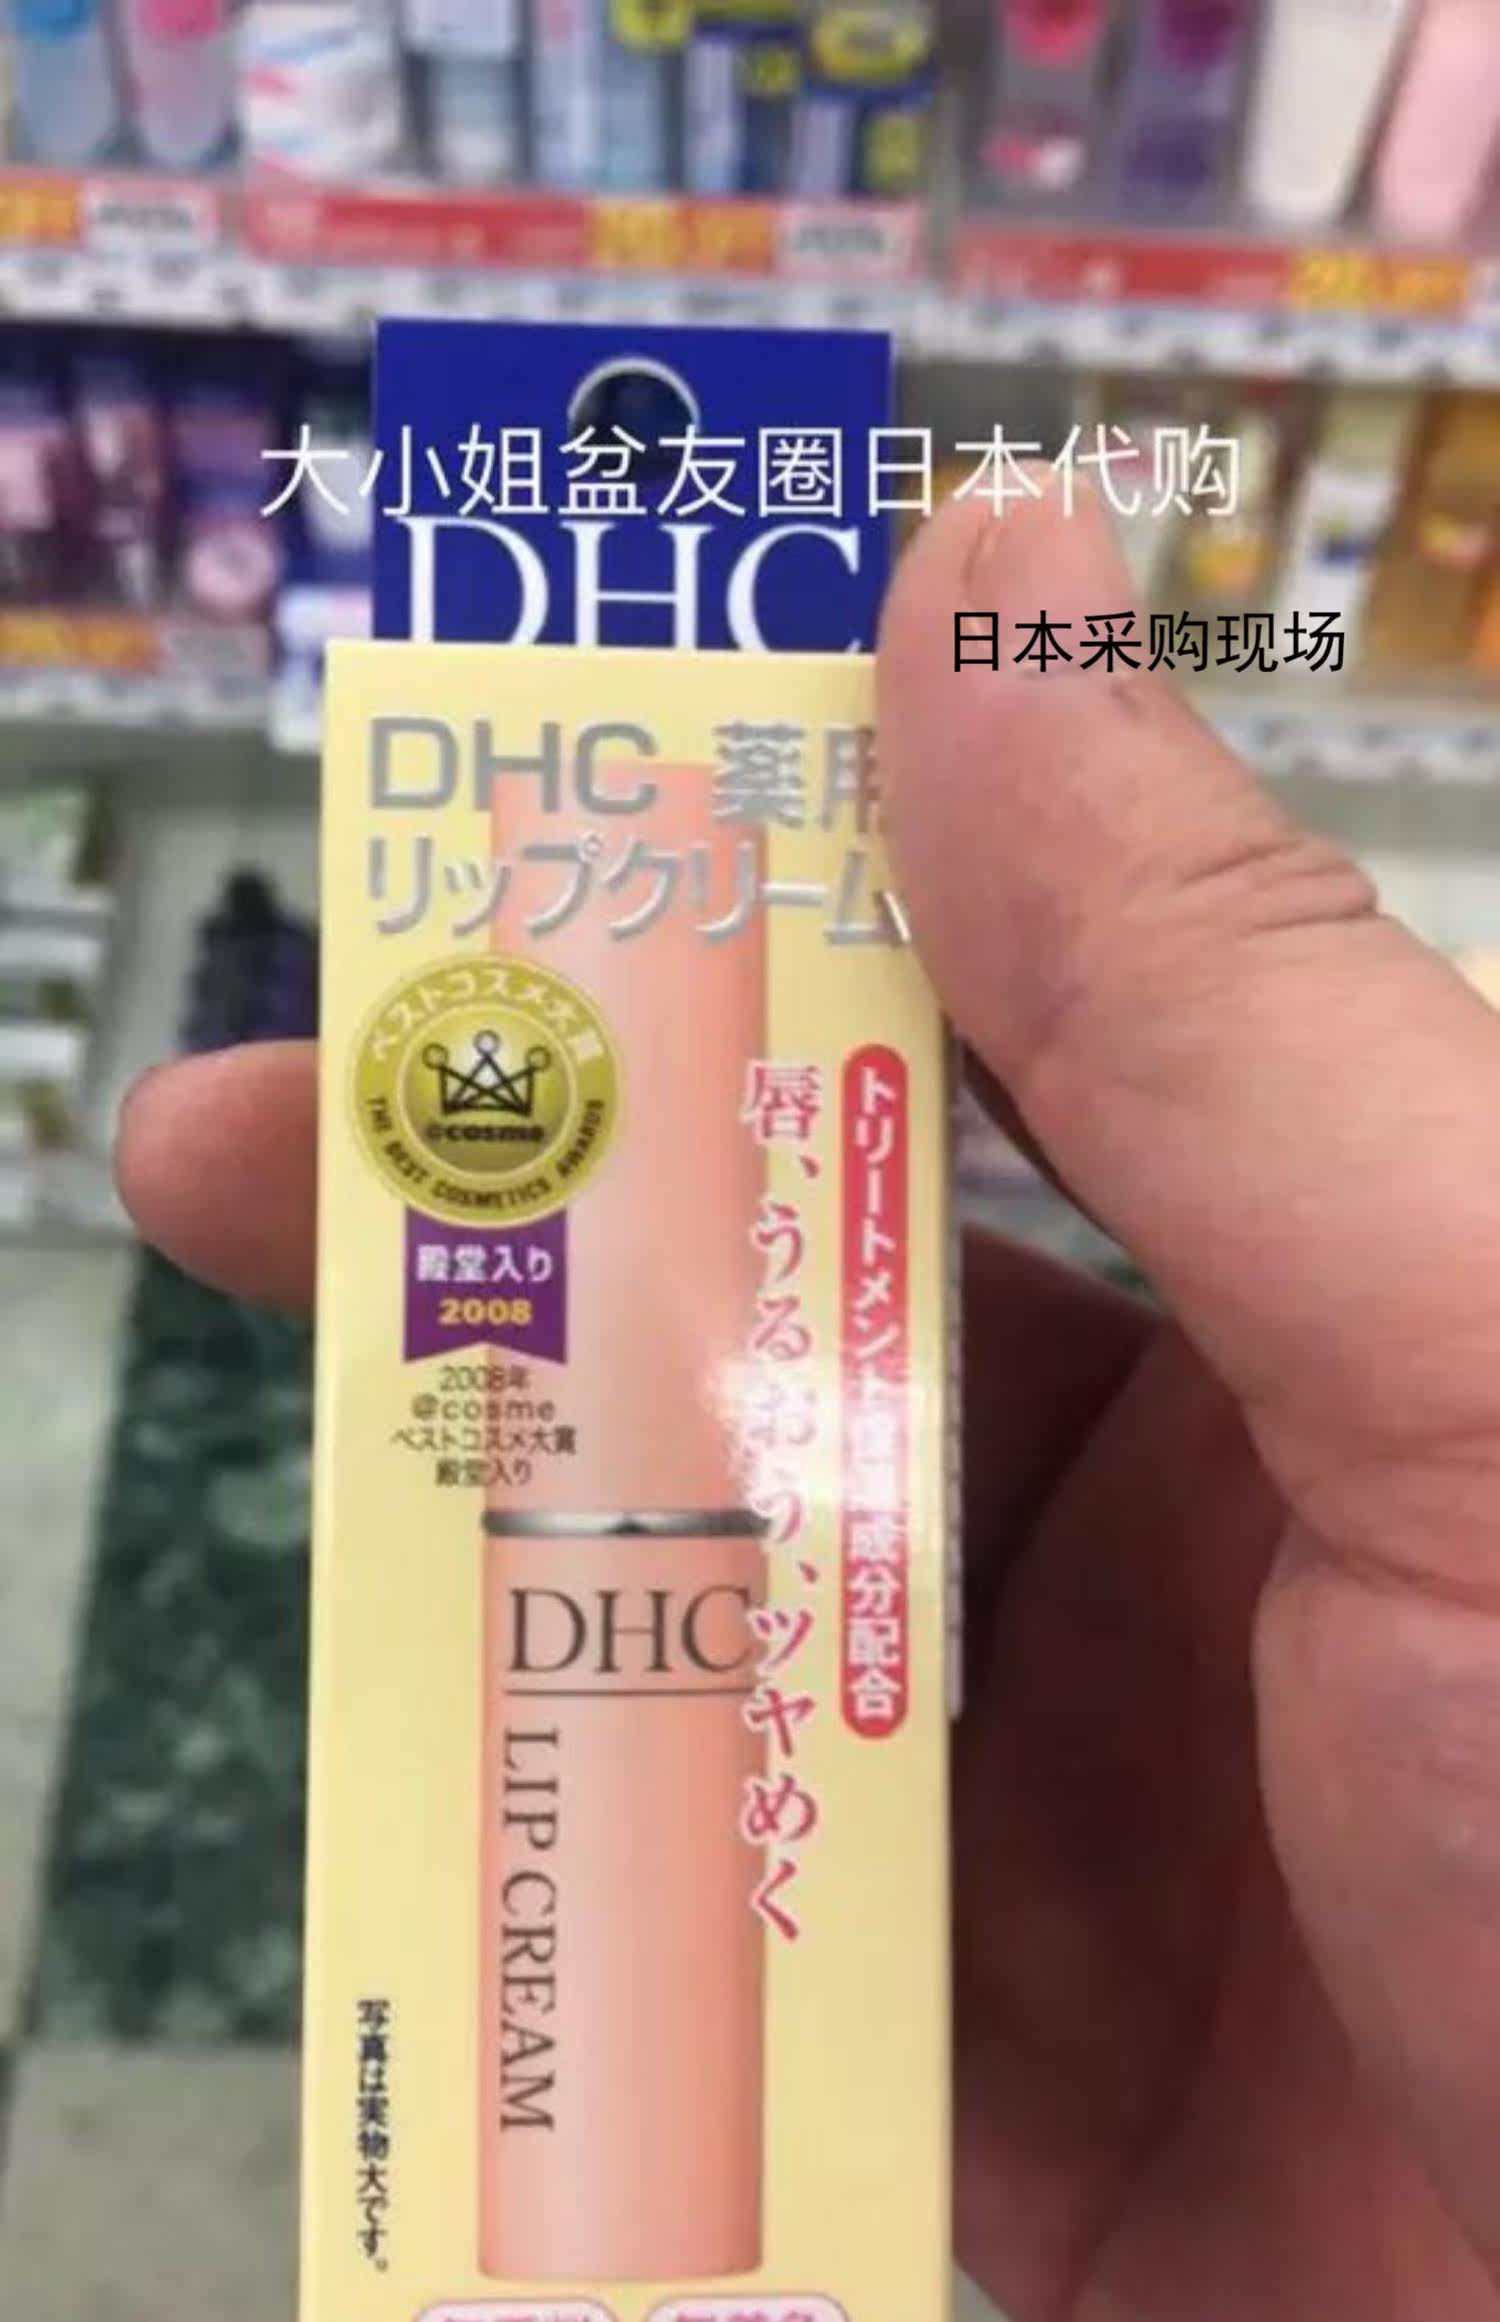 大小姐盆友圈日本代购
DHC
日本采购现场
DHC 薬用
リップクリーム
ベストコスメ大賞
@cosme
THE BEST COSMETICS AWARDS
殿堂入り
2008
2008年
@cosme
ベストコスメ大賞
殿堂入り
トリートメント
成分配合
唇、うるおう、ツヤめく
DHC
LIP CREAM
写真は実物大です。